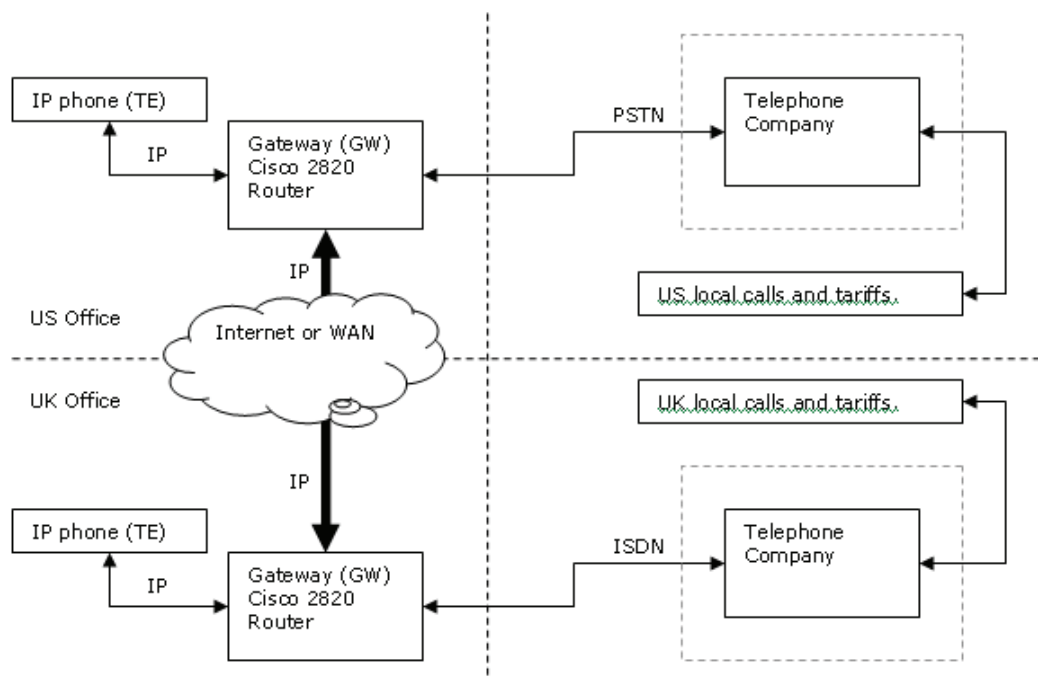 IP phone (TE)
IP
Gateway (GW)
Cisco 2820
Router
PSTN
Telephone
Company
IP
US local calls and tariffs.
US Office
Internet or WAN
UK Office
UK local calls and tariffs.
IP
IP phone (TE)
IP
Gateway (GW)
Cisco 2820
Router
ISDN
Telephone
Company